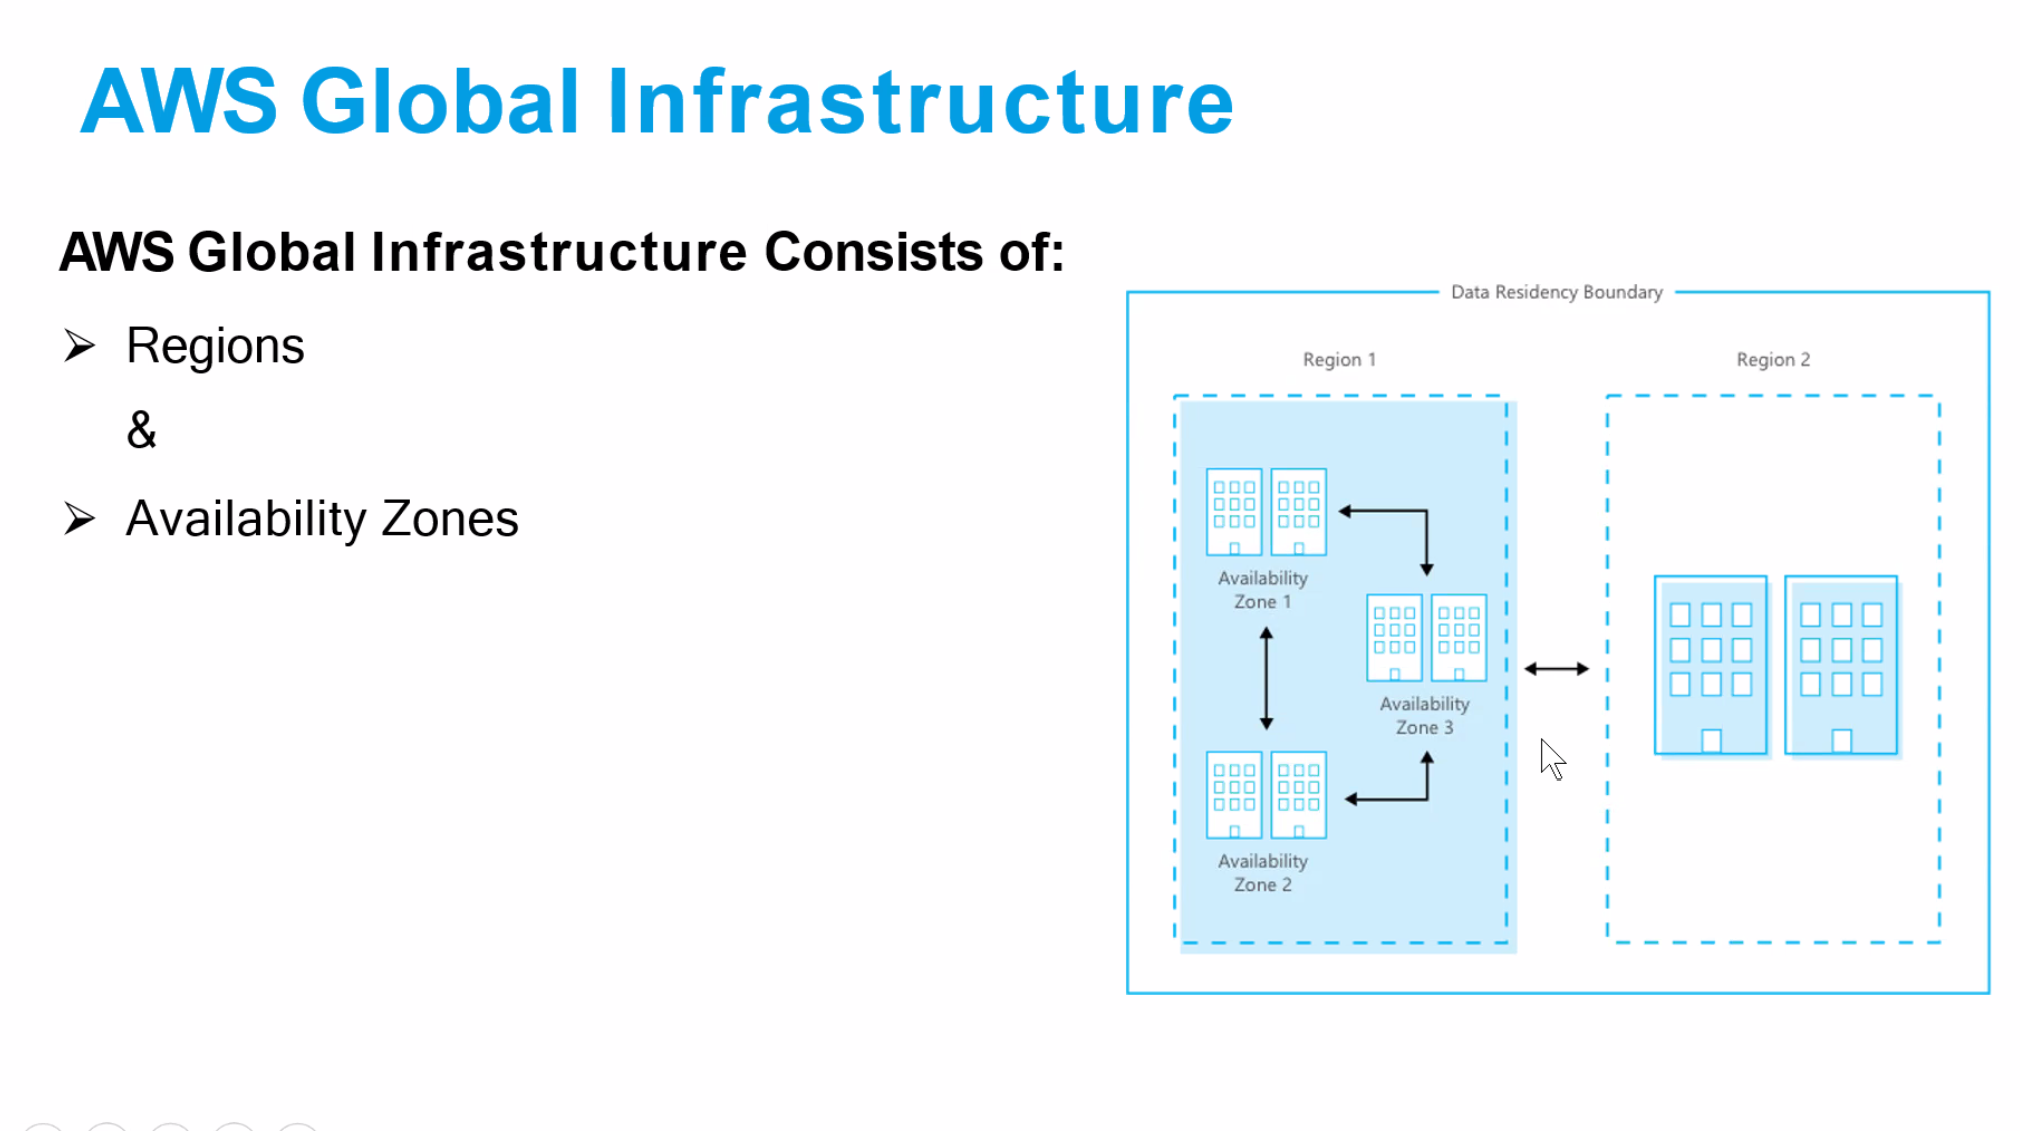 AWS Global Infrastructure
AWS Global Infrastructure Consists of:
➢ Regions
&
➢ Availability Zones
Data Residency Boundary
Region 1
Region 2
Availability
Zone 1
Availability
Zone 3
Availability
Zone 2